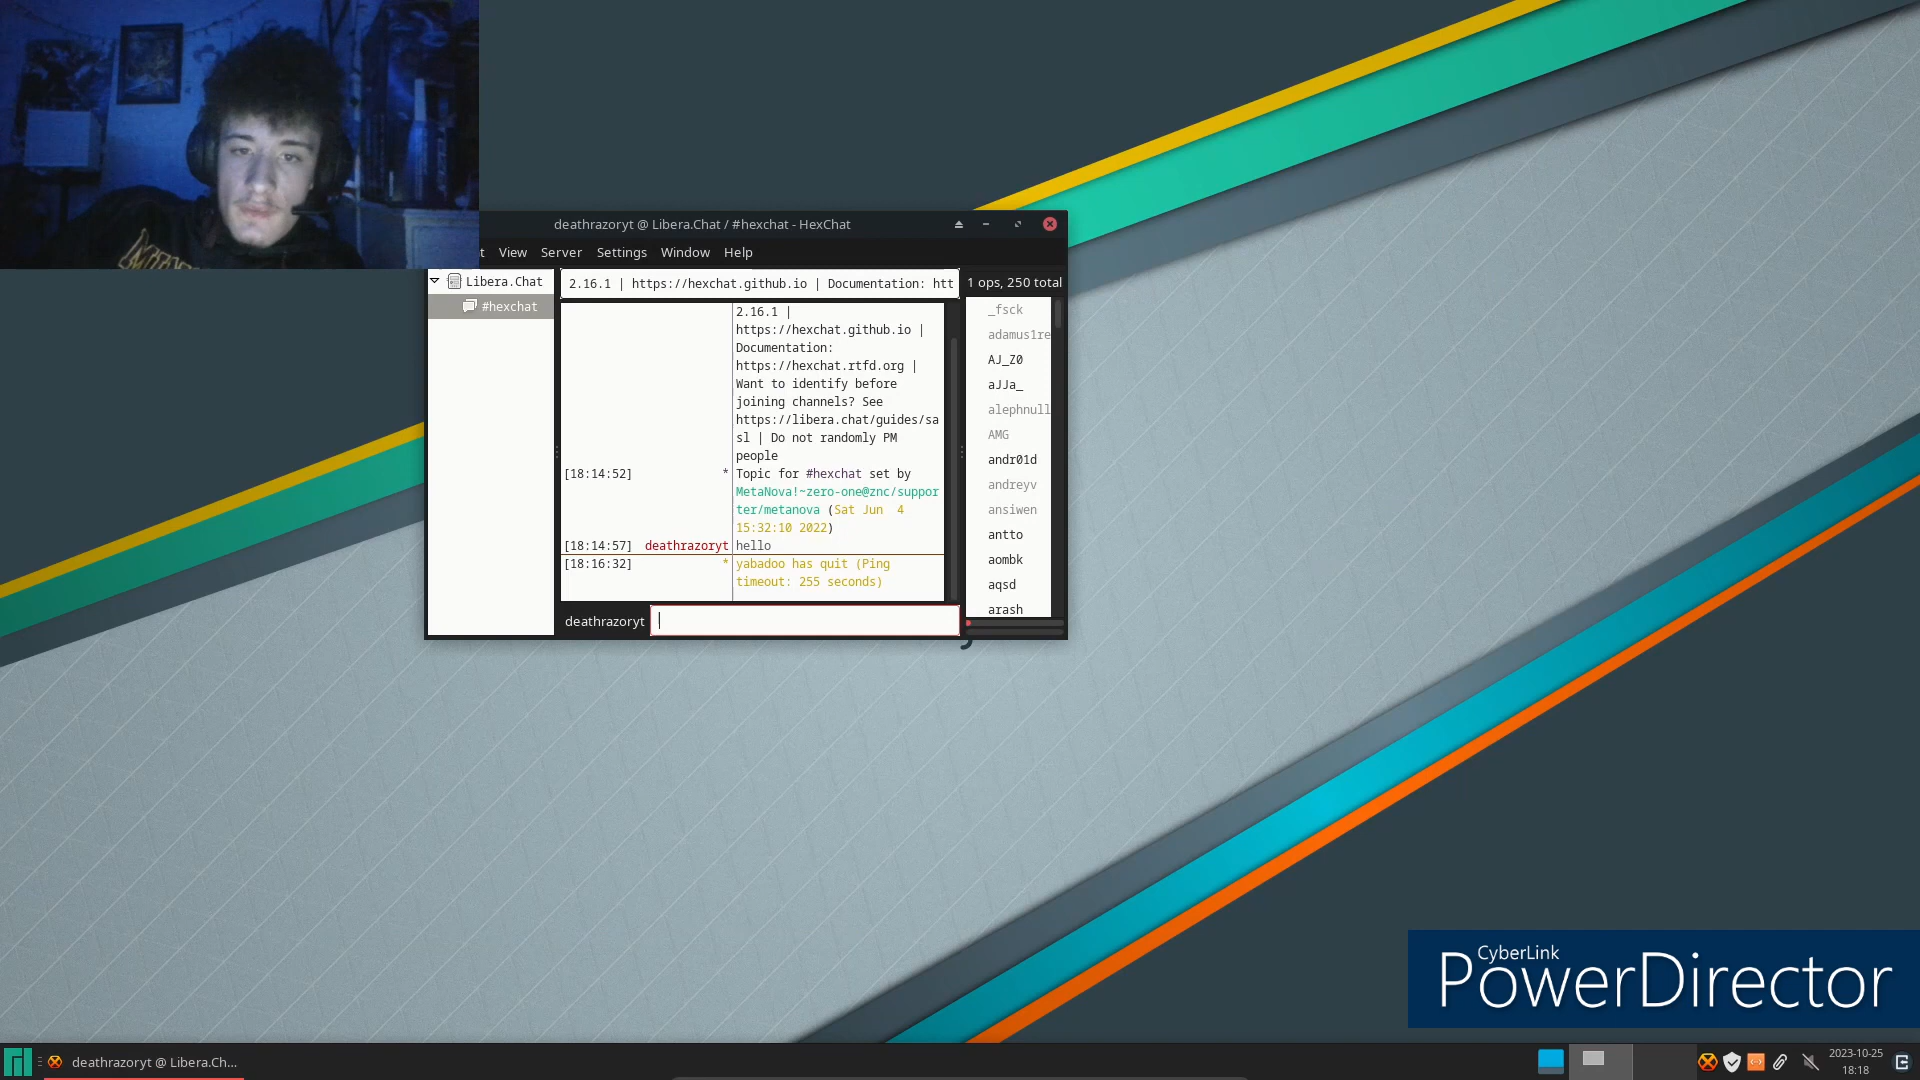 deathrazoryt @ Libera.Chat / #hexchat - HexChat
t View Server Settings Window Help
Libera.Chat
#hexchat
2.16.1 | https://hexchat.github.io | Documentation: htt
1 ops, 250 total
2.16.1 |
https://hexchat.github.io |
Documentation:
https://hexchat.rtfd.org |
Want to identify before
joining channels? See
https://libera.chat/guides/sa
sl | Do not randomly PM
people
[18:14:52] * Topic for #hexchat set by
MetaNova!~zero-one@znc/suppor
ter/metanova (Sat Jun 4
15:32:10 2022)
[18:14:57] deathrazoryt hello
[18:16:32] * yabadoo has quit (Ping
timeout: 255 seconds)
_fsck
adamus1re
AJ_Z0
aJJa_
alephnull
AMG
andr01d
andreyv
ansiwen
antto
aombk
aqsd
arash
deathrazoryt
CyberLink
PowerDirector
deathrazoryt @ Libera.Ch...
2023-10-25
18:18